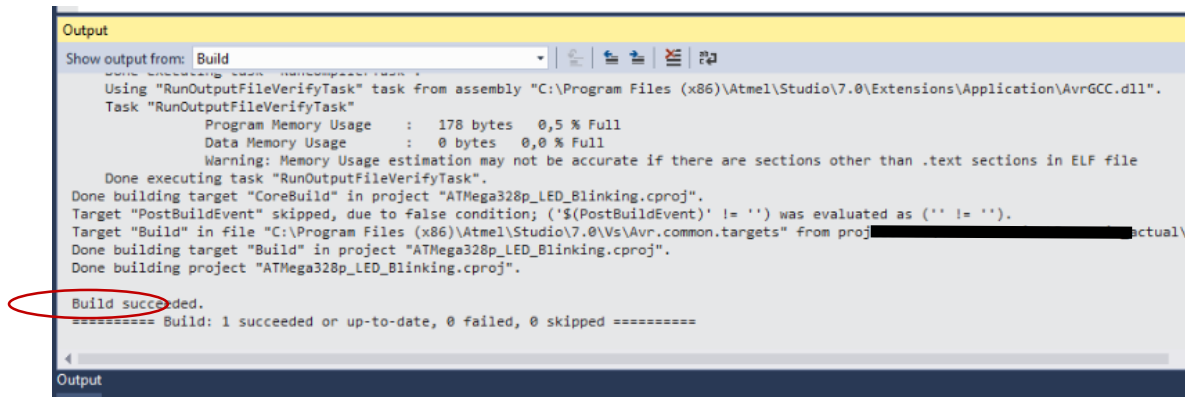 Output
Show output from: Build
Done executing task "RunCompilerTask".
Using "RunOutputFileVerifyTask" task from assembly "C:\Program Files (x86)\Atmel\Studio\7.0\Extensions\Application\AvrGCC.dll".
Task "RunOutputFileVerifyTask"
Program Memory Usage : 178 bytes 0,5 % Full
Data Memory Usage : 0 bytes 0,0 % Full
Warning: Memory Usage estimation may not be accurate if there are sections other than .text sections in ELF file
Done executing task "RunOutputFileVerifyTask".
Done building target "CoreBuild" in project "ATMega328p_LED_Blinking.cproj".
Target "PostBuildEvent" skipped, due to false condition; ('$(PostBuildEvent)' != '') was evaluated as ('' != '').
Target "Build" in file "C:\Program Files (x86)\Atmel\Studio\7.0\Vs\Avr.common.targets" from proj actual\
Done building target "Build" in project "ATMega328p_LED_Blinking.cproj".
Done building project "ATMega328p_LED_Blinking.cproj".
Build succeeded.
========== Build: 1 succeeded or up-to-date, 0 failed, 0 skipped ==========
Output